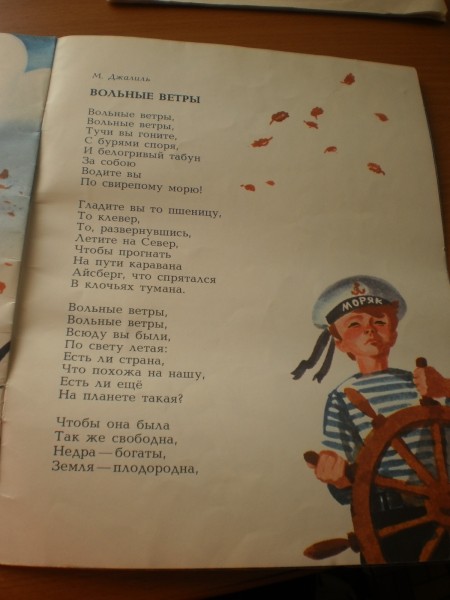 М. Джалиль
ВОЛЬНЫЕ ВЕТРЫ
Вольные ветры,
Вольные ветры,
Тучи вы гоните,
С бурями споря,
И белогривый табун
За собою
Водите вы
По свирепому морю!
Гладите вы то пшеницу,
То клевер,
То, развернувшись,
Летите на Север,
Чтобы прогнать
На пути каравана
Айсберг, что спрятался
В клочьях тумана.
Вольные ветры,
Вольные ветры,
Всюду вы были,
По свету летая:
Есть ли страна,
Что похожа на нашу,
Есть ли ещё
На планете такая?
Чтобы она была
Так же свободна,
Недра — богаты,
Земля — плодородна,
МОРЯК